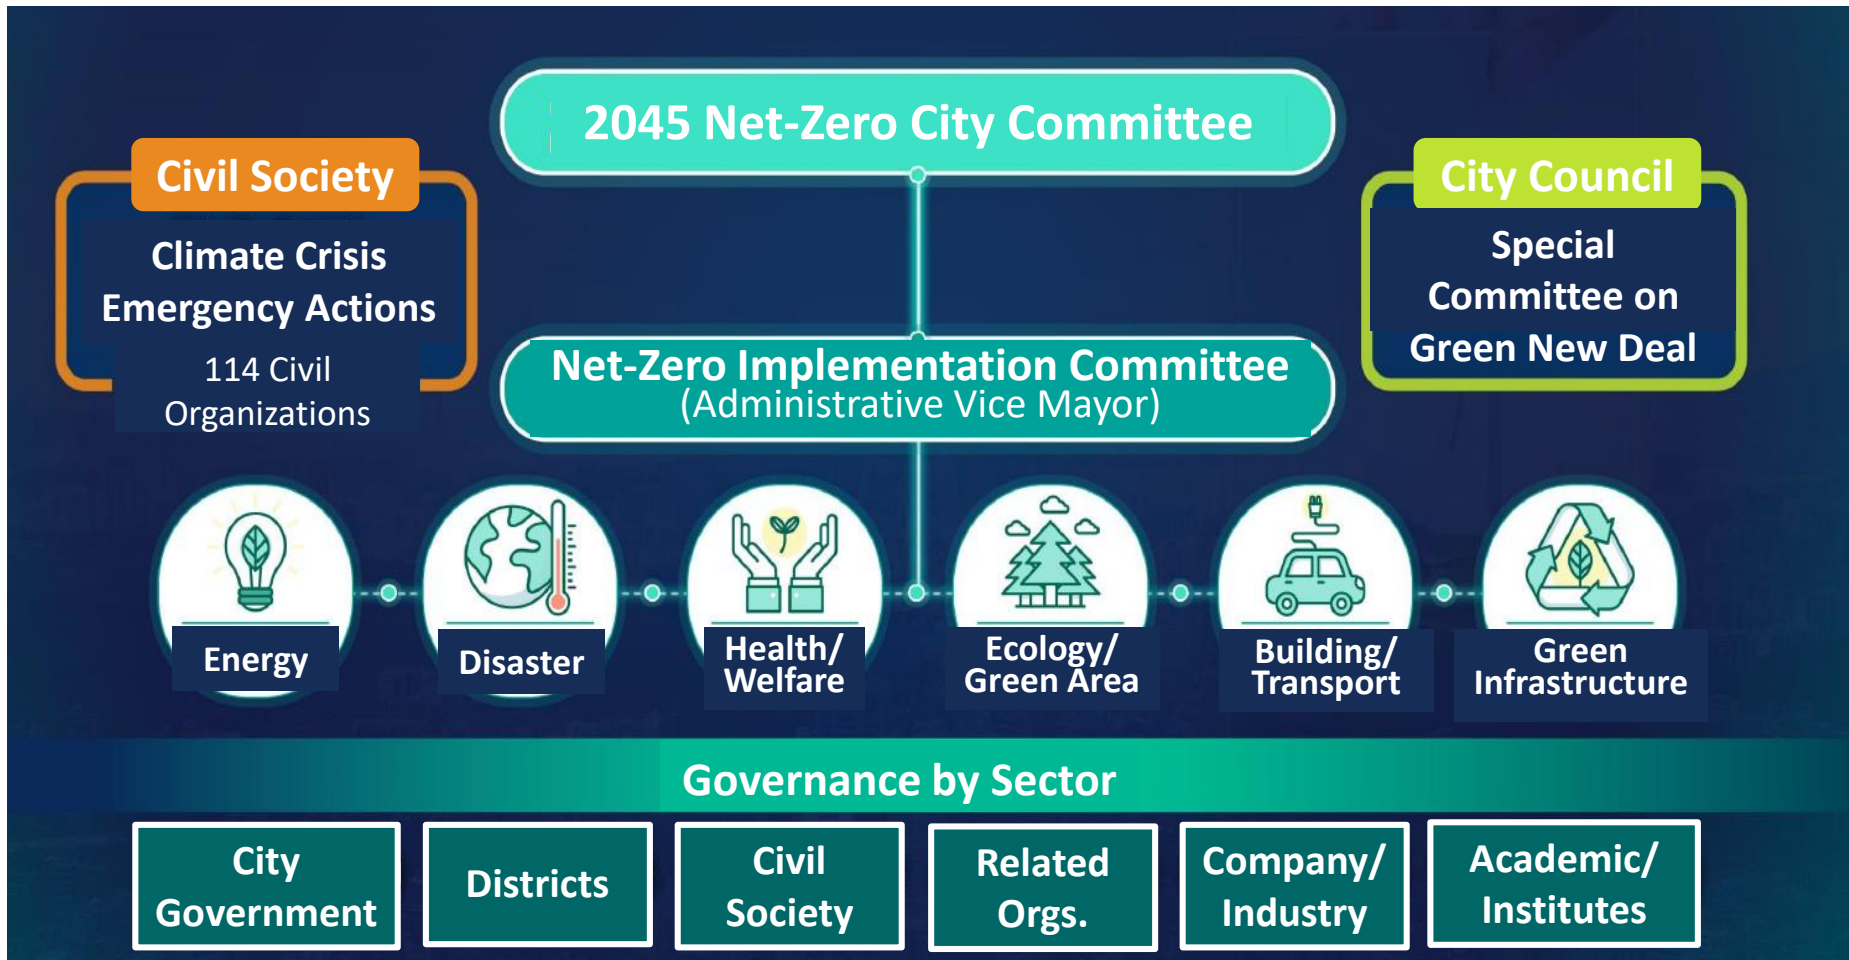 2045 Net-Zero City Committee
Civil Society
Climate Crisis
Emergency Actions
114 Civil
Organizations
City Council
Special
Committee on
Green New Deal
Net-Zero Implementation Committee
(Administrative Vice Mayor)
Energy
Disaster
Health/
Welfare
Ecology/
Green Area
Building/
Transport
Green
Infrastructure
Governance by Sector
City
Government
Districts
Civil
Society
Related
Orgs.
Company/
Industry
Academic/
Institutes